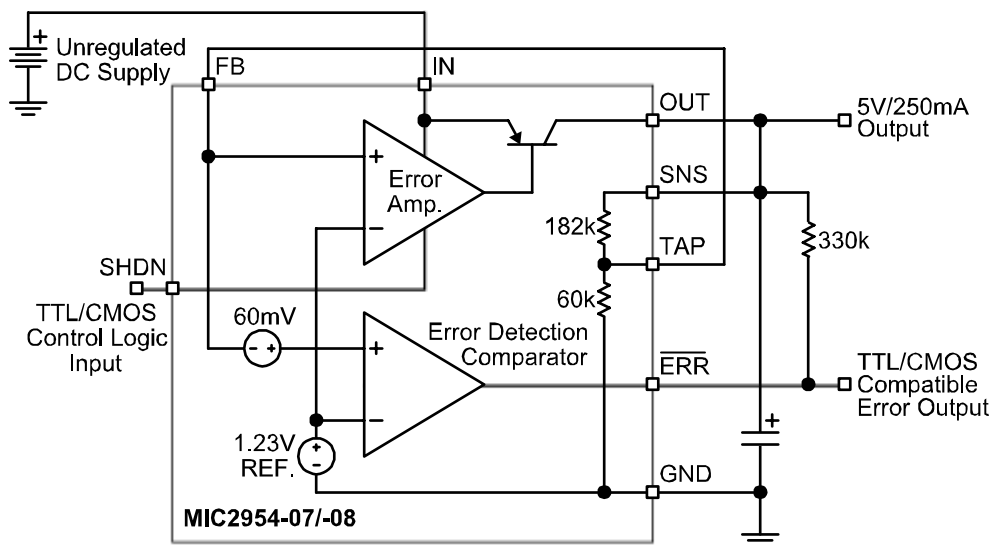 Unregulated
DC Supply
FB
IN
OUT
5V/250mA
Output
Error
Amp.
SNS
182k
330k
TAP
SHDN
60k
TTL/CMOS
Control Logic
Input
60mV
Error Detection
Comparator
ERR
TTL/CMOS
Compatible
Error Output
1.23V
REF.
GND
MIC2954-07/-08